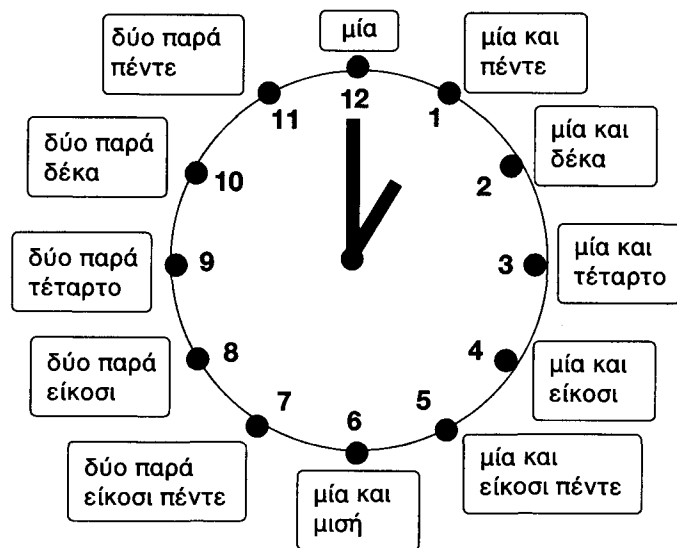 μία
12
μία και
πέντε
1
μία και
δέκα
2
μία και
τέταρτο
3
μία και
είκοσι
4
μία και
είκοσι πέντε
5
μία και
μισή
6
δύο παρά
είκοσι πέντε
7
δύο παρά
είκοσι
8
δύο παρά
τέταρτο
9
δύο παρά
δέκα
10
δύο παρά
πέντε
11